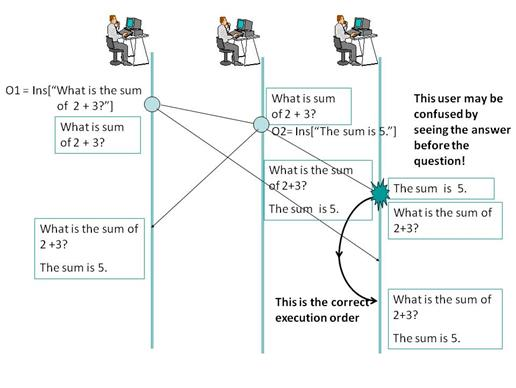 O1 = Ins["What is the sum
of 2 + 3?"]
What is sum
of 2 + 3?
What is the sum of
2 +3?
The sum is 5.
What is sum
of 2 + 3?
O2= Ins["The sum is 5."]
What is the sum
of 2+3?
The sum is 5.
This is the correct
execution order
This user may be
confused by
seeing the answer
before the
question!
The sum is 5.
What is the sum of
2+3?
What is the sum of
2+3?
The sum is 5.